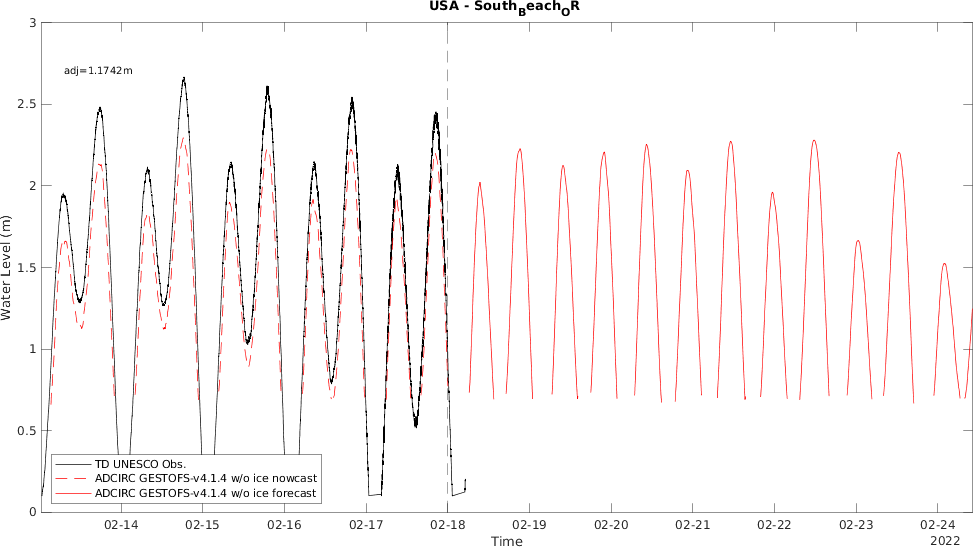 USA - South_Beach_OR
3
adj=1.1742m
2.5
2
1.5
1
0.5
0
Water Level (m)
TD UNESCO Obs.
ADCIRC GESTOFS-v4.1.4 w/o ice nowcast
ADCIRC GESTOFS-v4.1.4 w/o ice forecast
02-14 02-15 02-16 02-17 02-18 02-19 02-20 02-21 02-22 02-23 02-24
Time 2022